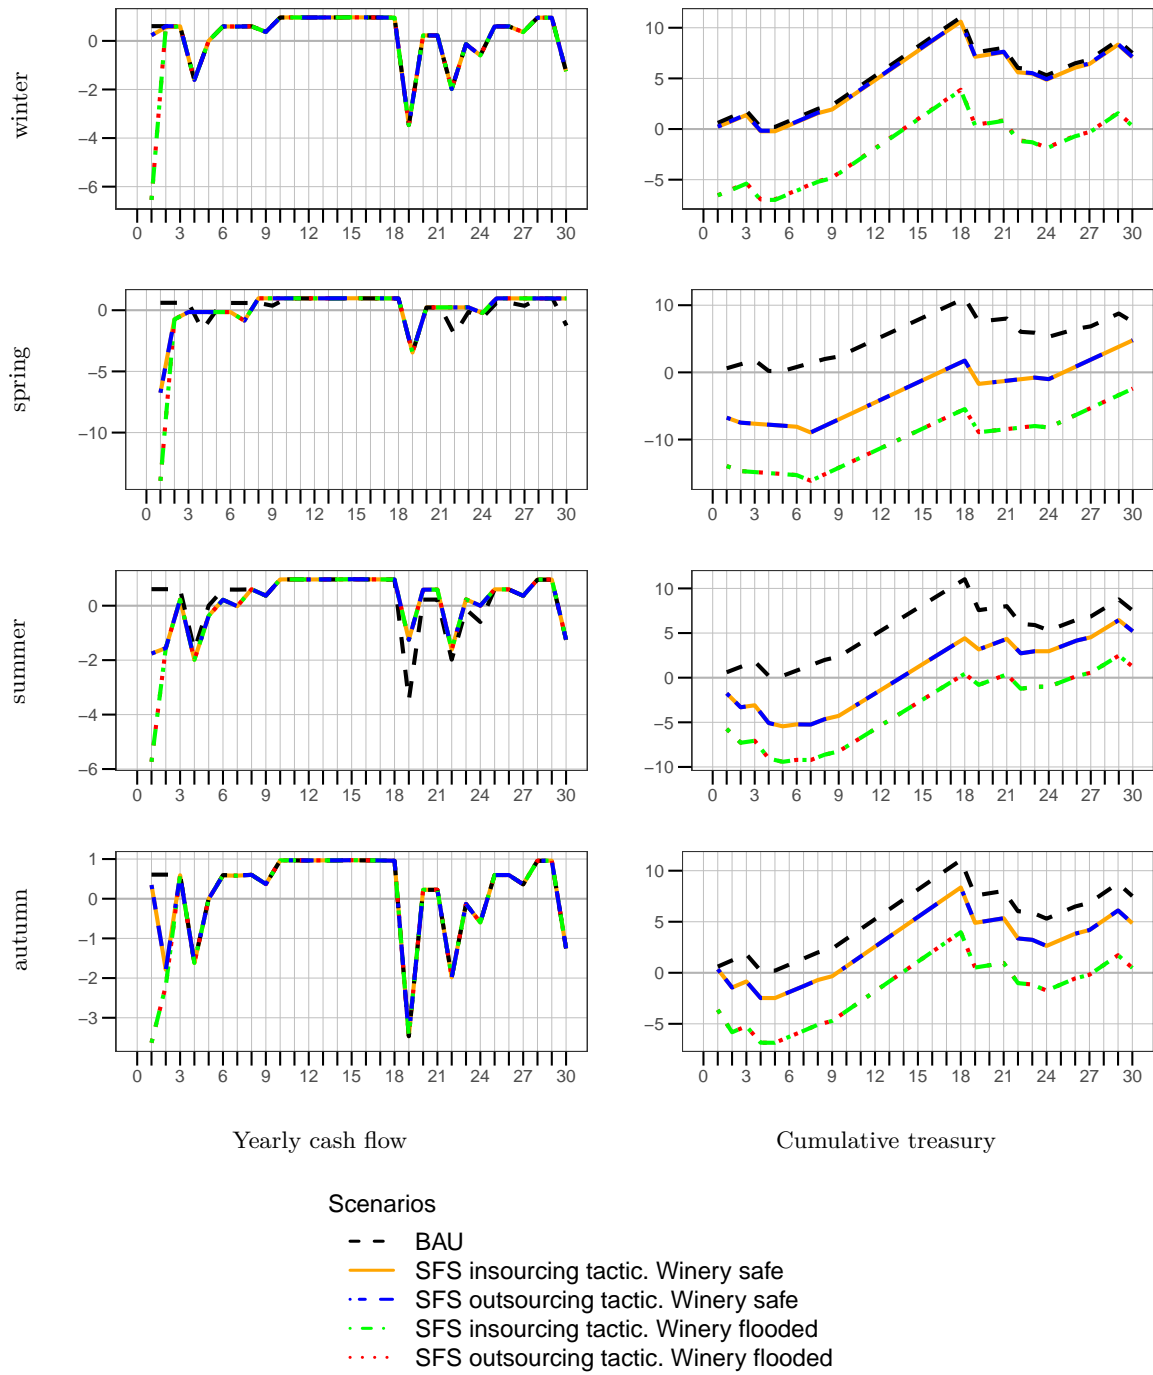 winter
0
−2
−4
−6
0 3 6 9 12 15 18 21 24 27 30
10
5
0
−5
0 3 6 9 12 15 18 21 24 27 30
spring
0
−5
−10
0 3 6 9 12 15 18 21 24 27 30
10
0
−10
0 3 6 9 12 15 18 21 24 27 30
summer
0
−2
−4
−6
0 3 6 9 12 15 18 21 24 27 30
10
5
0
−5
−10
0 3 6 9 12 15 18 21 24 27 30
autumn
1
0
−1
−2
−3
0 3 6 9 12 15 18 21 24 27 30
10
5
0
−5
0 3 6 9 12 15 18 21 24 27 30
Yearly cash flow
Cumulative treasury
Scenarios
BAU
SFS insourcing tactic. Winery safe
SFS outsourcing tactic. Winery safe
SFS insourcing tactic. Winery flooded
SFS outsourcing tactic. Winery flooded